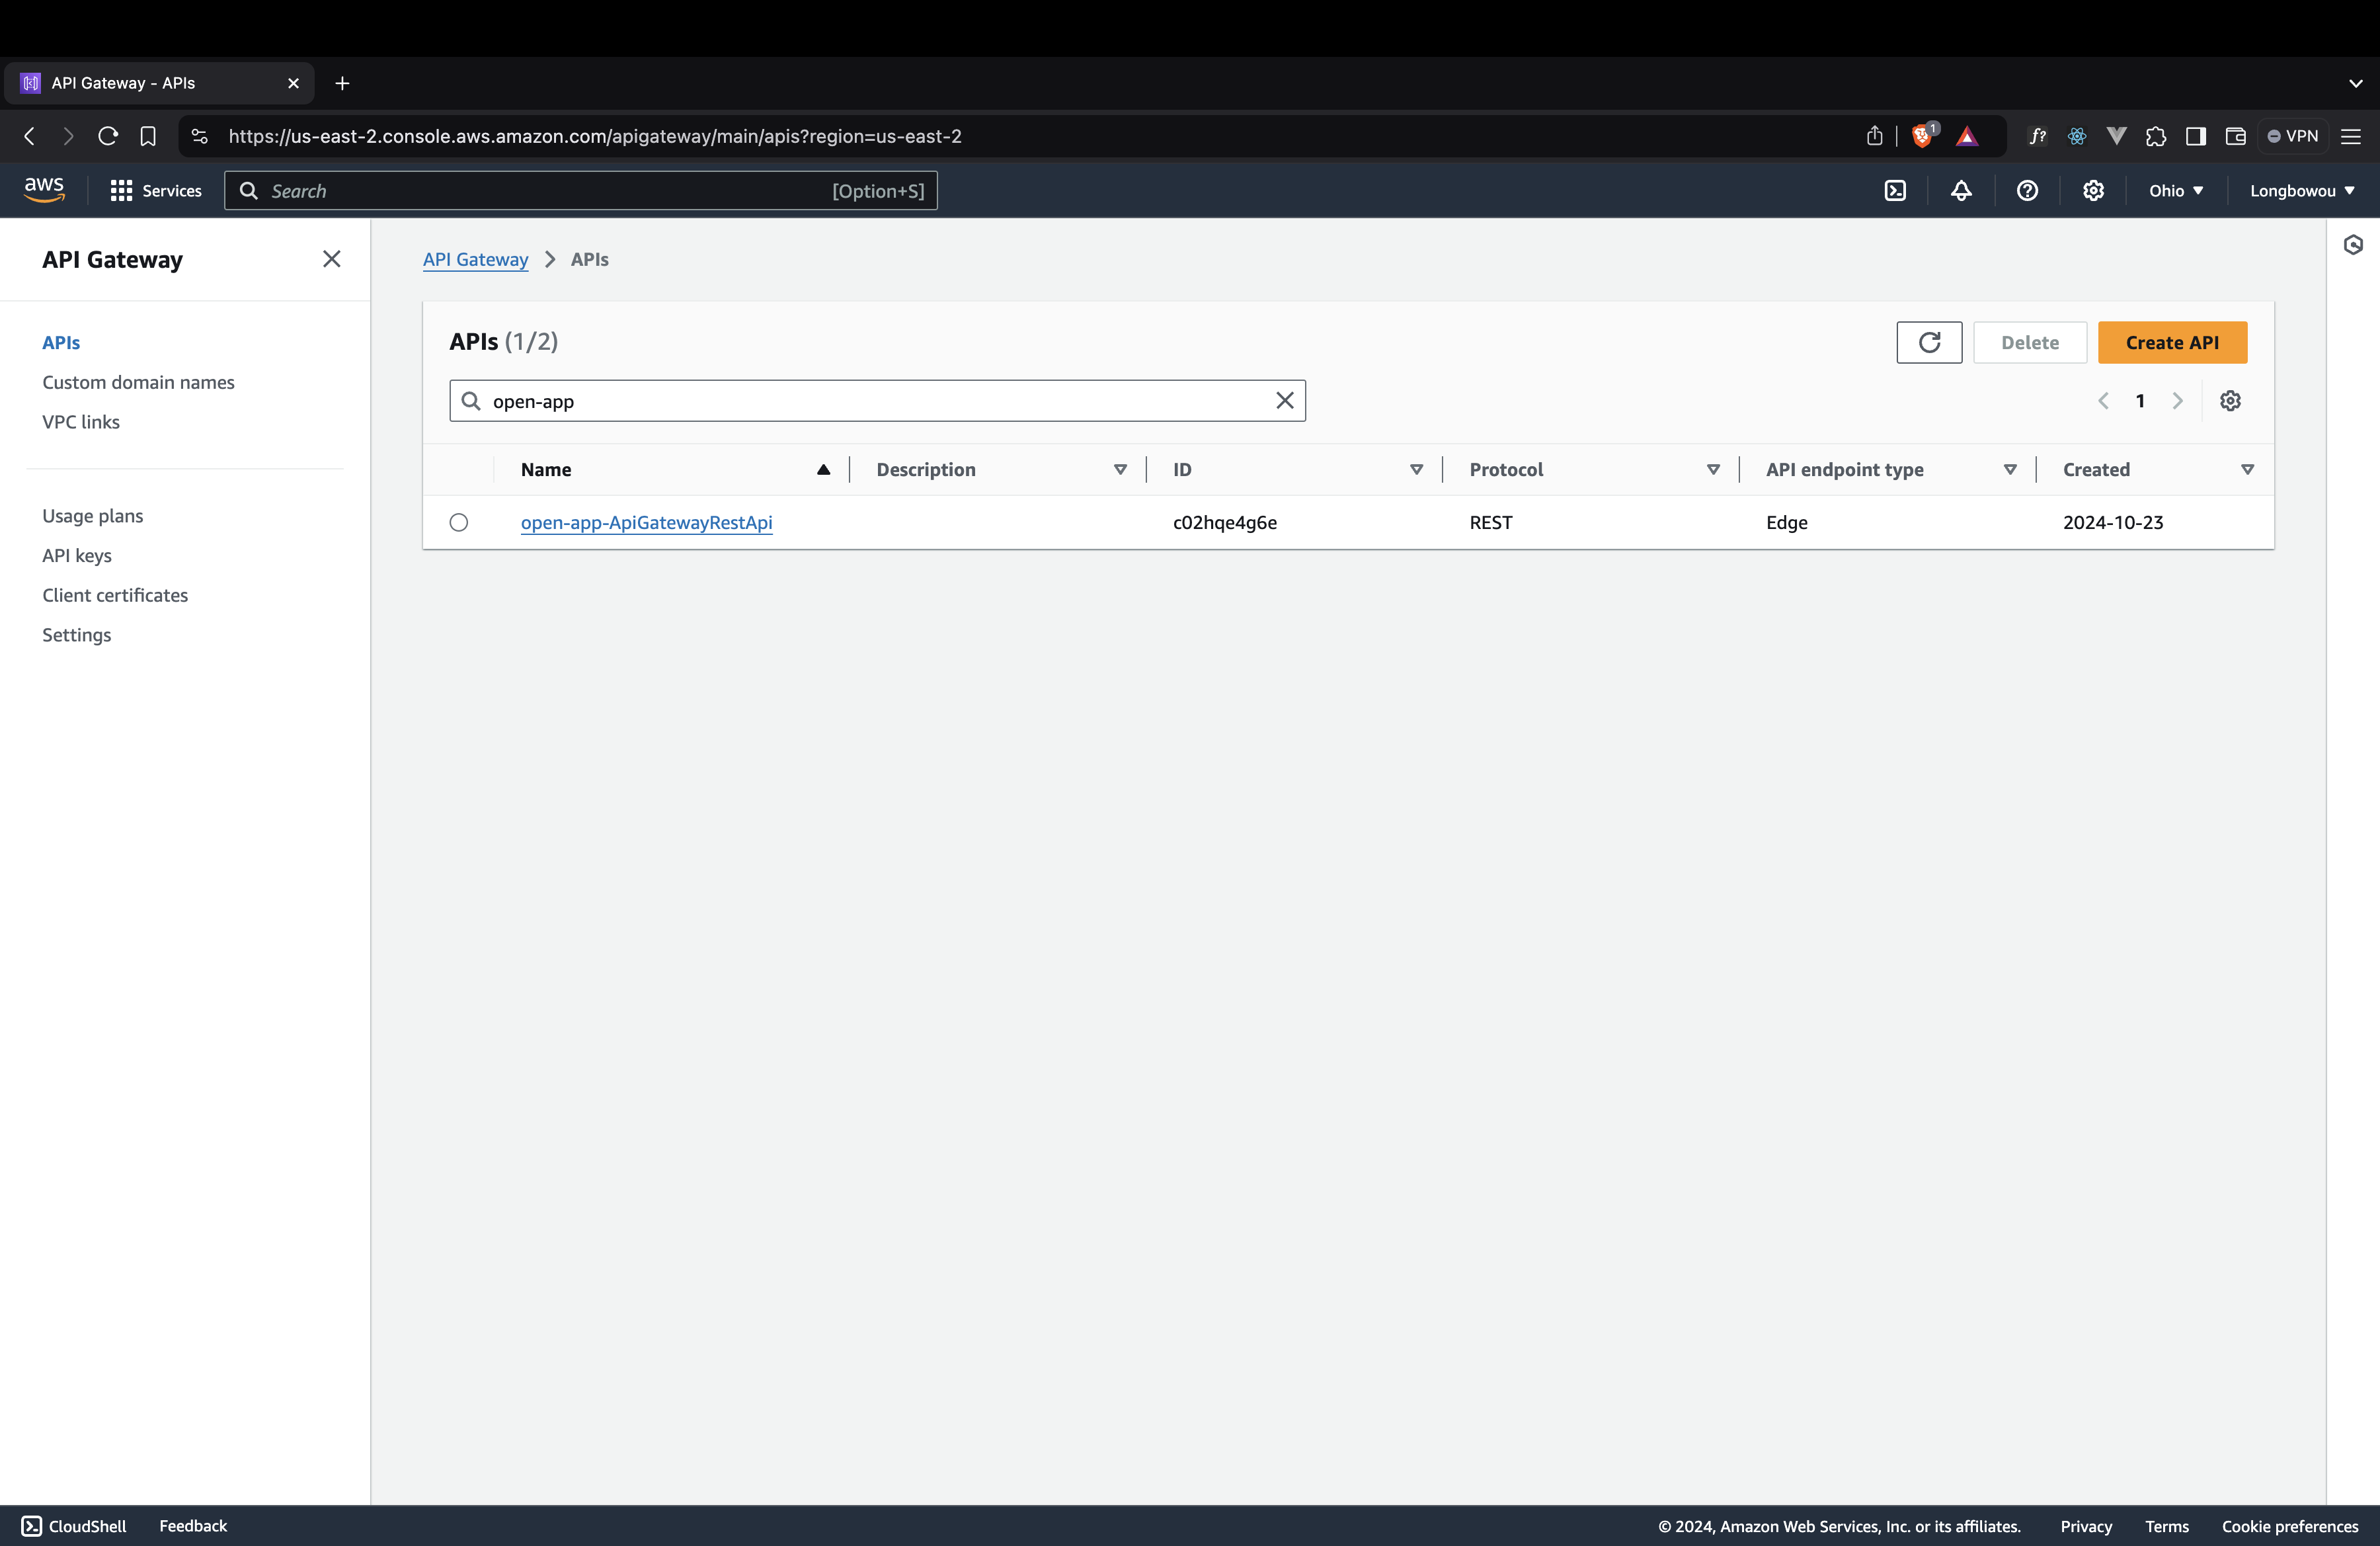 API Gateway - APIs
https://us-east-2.console.aws.amazon.com/apigateway/main/apis?region=us-east-2
1
f?
VPN
aws
Services
Search
[Option+S]
Ohio
Longbowou
API Gateway
APIs
Custom domain names
VPC links
Usage plans
API keys
Client certificates
Settings
API Gateway > APIs
APIs (1/2)
Delete
Create API
open-app
1
Name Description ID Protocol API endpoint type Created
open-app-ApiGatewayRestApi c02hqe4g6e REST Edge 2024-10-23
CloudShell
Feedback
© 2024, Amazon Web Services, Inc. or its affiliates.
Privacy
Terms
Cookie preferences